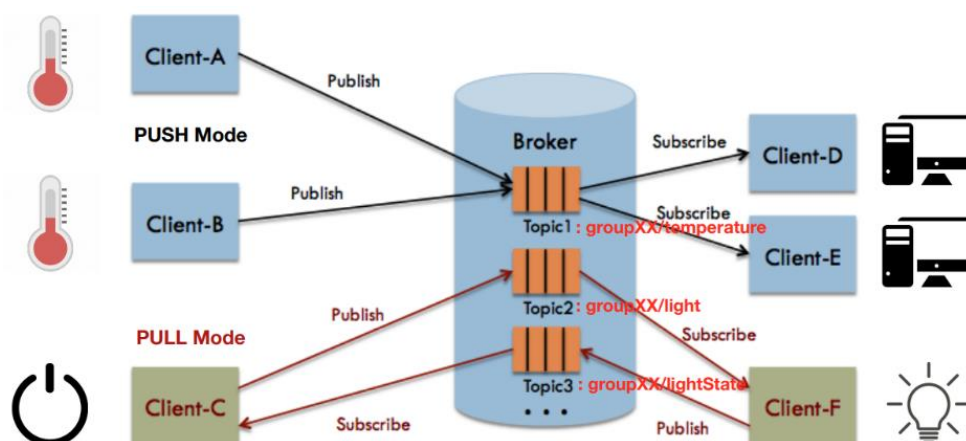 Client-A
Publish
PUSH Mode
Broker
Subscribe
Client-D
Client-B
Publish
Subscribe
Topic1 : groupXX/temperature
Client-E
Publish
Topic2 : groupXX/light
PULL Mode
Subscribe
Client-C
Topic3 : groupXX/lightState
Client-F
Subscribe
• • •
Publish